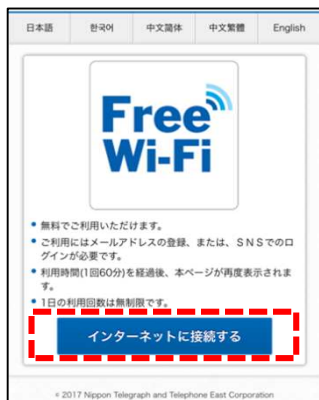 日本語 한국어 中文简体 中文繁體 English
Free
Wi-Fi
• 無料でご利用いただけます。
• ご利用にはメールアドレスの登録、または、SNSでのロ
グインが必要です。
• 利用時間(1回60分)を経過後、本ページが再度表示されま
す。
• 1日の利用回数は無制限です。
インターネットに接続する
© 2017 Nippon Telegraph and Telephone East Corporation